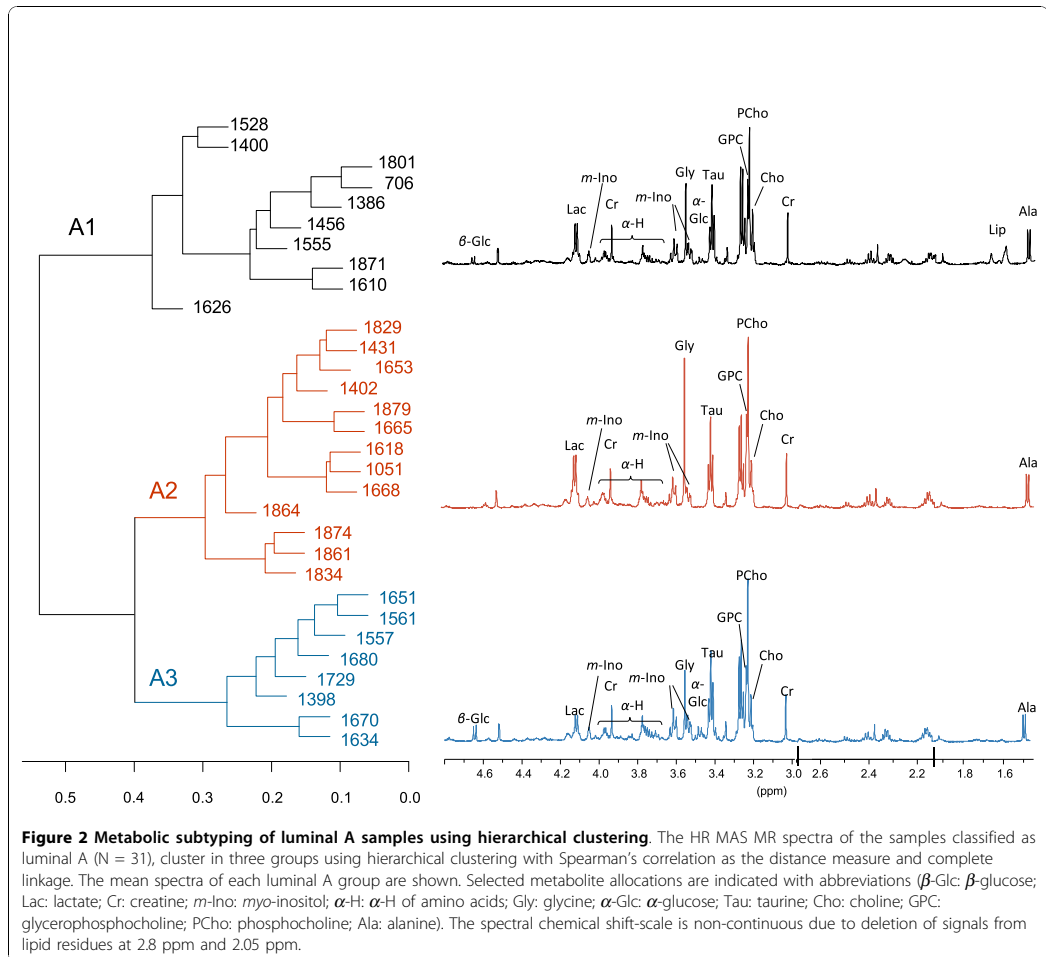 1528
1400
1801
706
1386
1456
1555
1871
1610
1626
A1
PCho
GPC
Gly
Tau
Cho
m-Ino
Cr
Lac
α-H
m-Ino
α-
Glc
Cr
β-Glc
Lip
Ala
1829
1431
1653
1402
1879
1665
1618
1051
1668
1864
1874
1861
1834
A2
PCho
Gly
GPC
Tau
Cho
m-Ino
Cr
Lac
α-H
m-Ino
Cr
Ala
1651
1561
1557
1680
1729
1398
1670
1634
A3
PCho
GPC
Tau
Cho
m-Ino
Gly
m-Ino
Cr
α-
Glc
Lac
α-H
β-Glc
Cr
Ala
0.5 0.4 0.3 0.2 0.1 0.0
4.6 4.4 4.2 4.0 3.8 3.6 3.4 3.2 3.0 2.6 2.4 2.2 1.8 1.6
(ppm)
Figure 2 Metabolic subtyping of luminal A samples using hierarchical clustering. The HR MAS MR spectra of the samples classified as
luminal A (N = 31), cluster in three groups using hierarchical clustering with Spearman's correlation as the distance measure and complete
linkage. The mean spectra of each luminal A group are shown. Selected metabolite allocations are indicated with abbreviations (β-Glc: β-glucose;
Lac: lactate; Cr: creatine; m-Ino: myo-inositol; α-H: α-H of amino acids; Gly: glycine; α-Glc: α-glucose; Tau: taurine; Cho: choline; GPC:
glycerophosphocholine; PCho: phosphocholine; Ala: alanine). The spectral chemical shift-scale is non-continuous due to deletion of signals from
lipid residues at 2.8 ppm and 2.05 ppm.